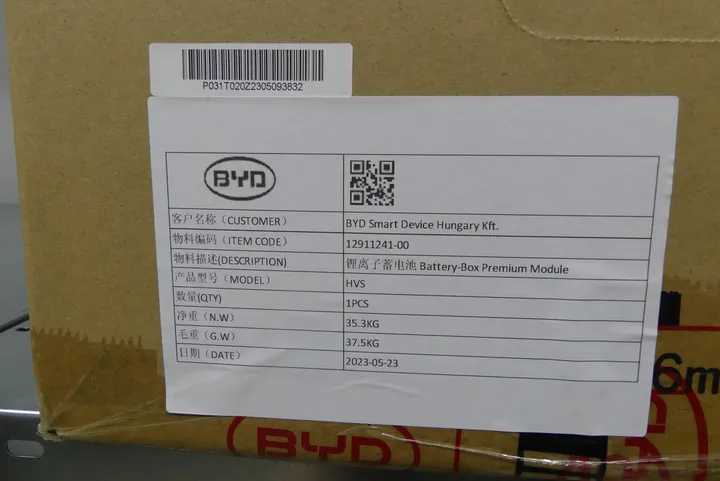 P031T020Z2305093832
BYD
客户名称（CUSTOMER） BYD Smart Device Hungary Kft.
物料编码（ITEM CODE） 12911241-00
物料描述(DESCRIPTION) 锂离子蓄电池 Battery-Box Premium Module
产品型号（MODEL） HVS
数量(QTY) 1PCS
净重（N.W） 35.3KG
毛重（G.W） 37.5KG
日期（DATE） 2023-05-23
6m
BYD